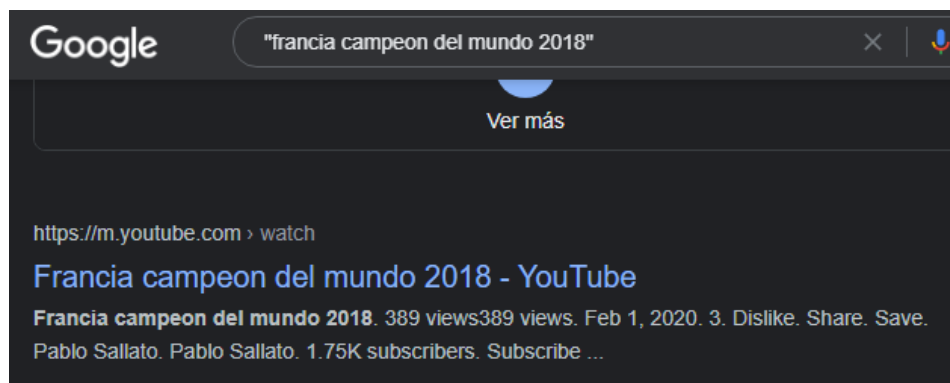 Google "francia campeon del mundo 2018"
Ver más
https://m.youtube.com › watch
Francia campeon del mundo 2018 - YouTube
Francia campeon del mundo 2018. 389 views389 views. Feb 1, 2020. 3. Dislike. Share. Save.
Pablo Sallato. Pablo Sallato. 1.75K subscribers. Subscribe ...